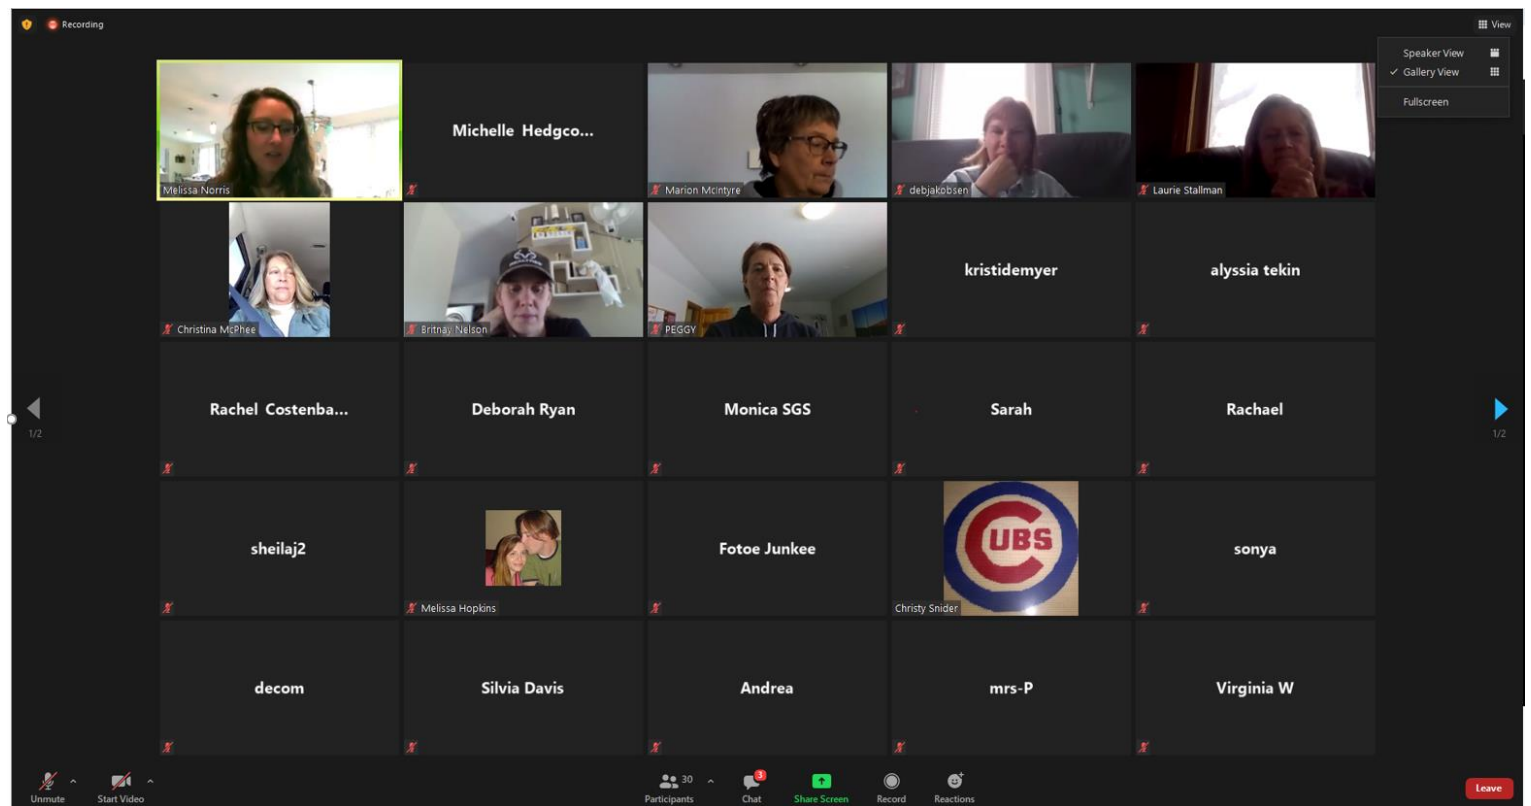 Recording
View
Speaker View
Gallery View
Fullscreen
Melissa Norris
Michelle Hedgco...
Marion McIntyre
debjakobsen
Laurie Stallman
Christina McPhee
Britnay Nelson
PEGGY
kristidemyer
alyssia tekin
1/2
Rachel Costenba...
Deborah Ryan
Monica SGS
Sarah
Rachael
1/2
sheilaj2
Melissa Hopkins
Fotoe Junkee
CUBS
Christy Snider
sonya
decom
Silvia Davis
Andrea
mrs-P
Virginia W
Unmute
Start Video
30
Participants
3
Chat
Share Screen
Record
Reactions
Leave